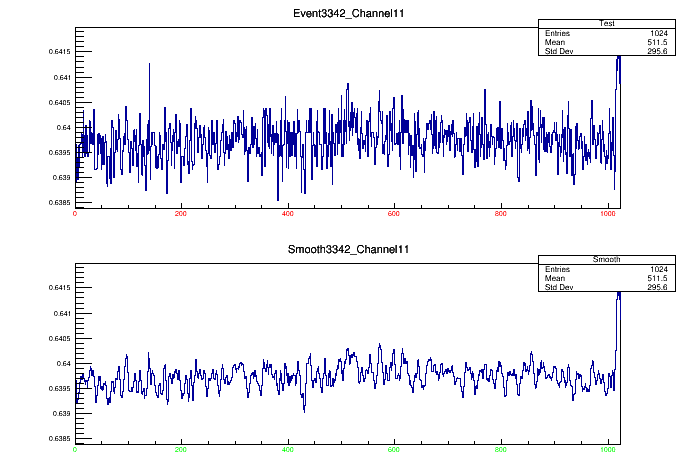 Event3342_Channel11
Test
Entries 1024
Mean 511.5
Std Dev 295.6
0.6415
0.641
0.6405
0.64
0.6395
0.639
0.6385
0 200 400 600 800 1000
Smooth3342_Channel11
Smooth
Entries 1024
Mean 511.5
Std Dev 295.6
0.6415
0.641
0.6405
0.64
0.6395
0.639
0.6385
0 200 400 600 800 1000